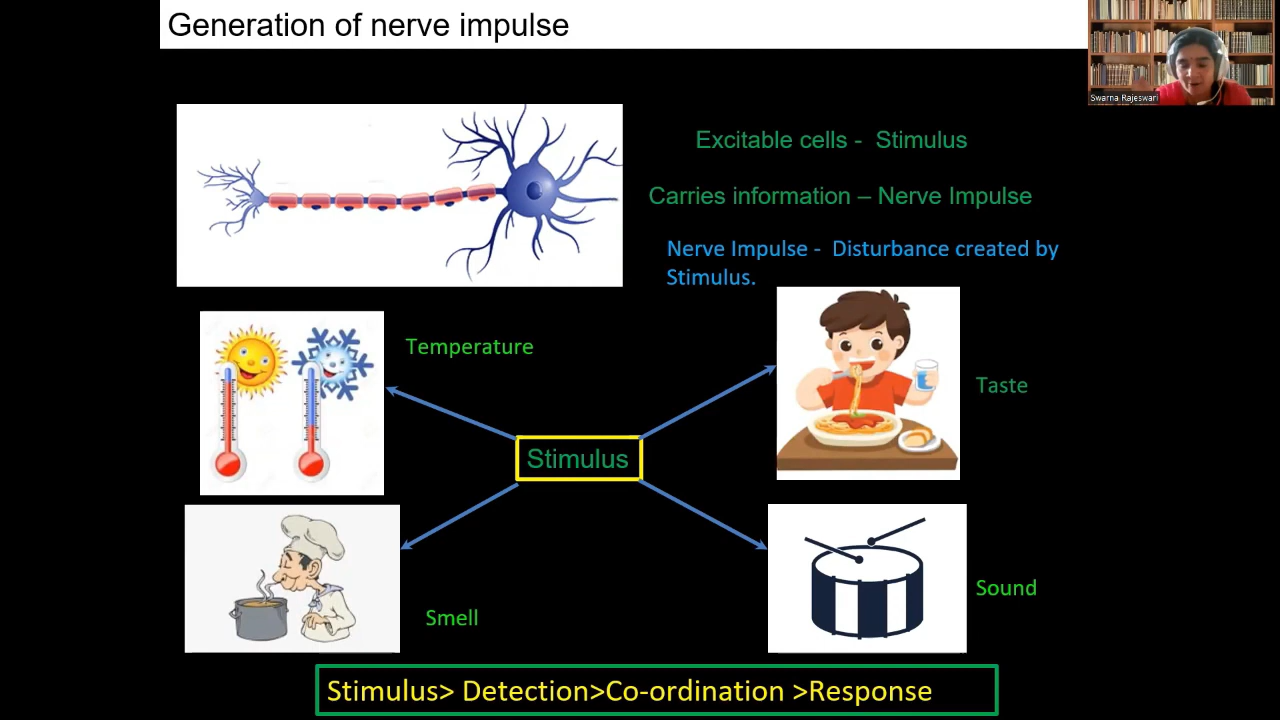 Generation of nerve impulse
Swarna Rajeswari
Excitable cells - Stimulus
Carries information – Nerve Impulse
Nerve Impulse - Disturbance created by
Stimulus.
Temperature
Taste
Stimulus
Smell
Sound
Stimulus> Detection>Co-ordination >Response